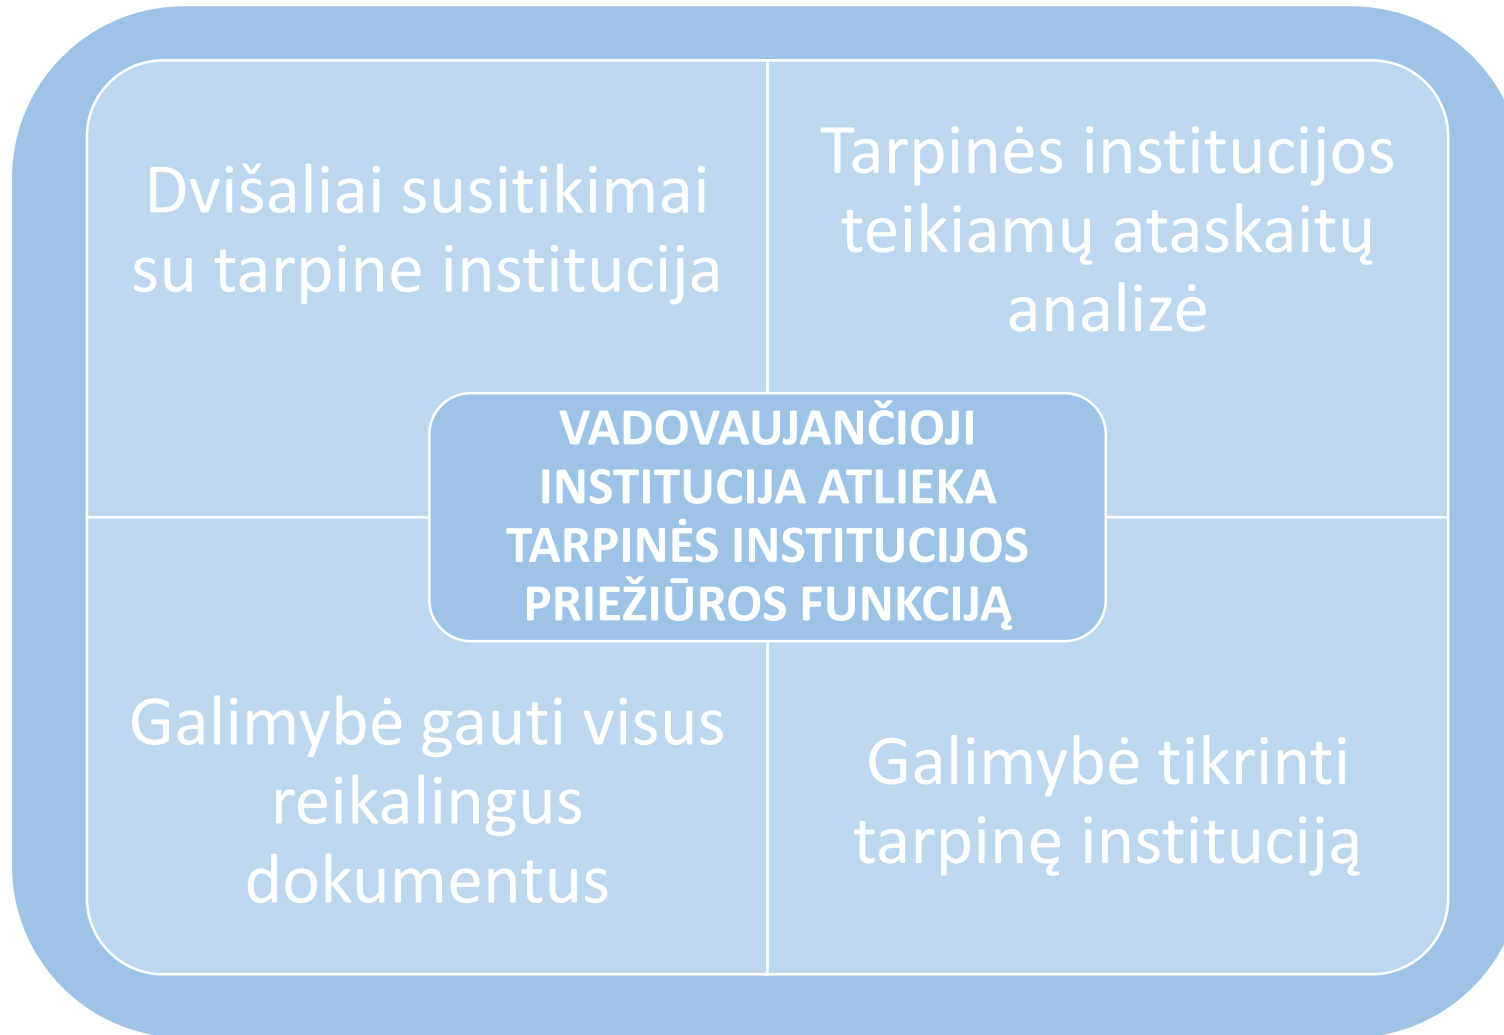 Dvišaliai susitikimai
su tarpine institucija
Tarpinės institucijos
teikiamų ataskaitų
analizė
VADOVAUJANČIOJI
INSTITUCIJA ATLIEKA
TARPINĖS INSTITUCIJOS
PRIEŽIŪROS FUNKCIJĄ
Galimybė gauti visus
reikalingus
dokumentus
Galimybė tikrinti
tarpinę instituciją